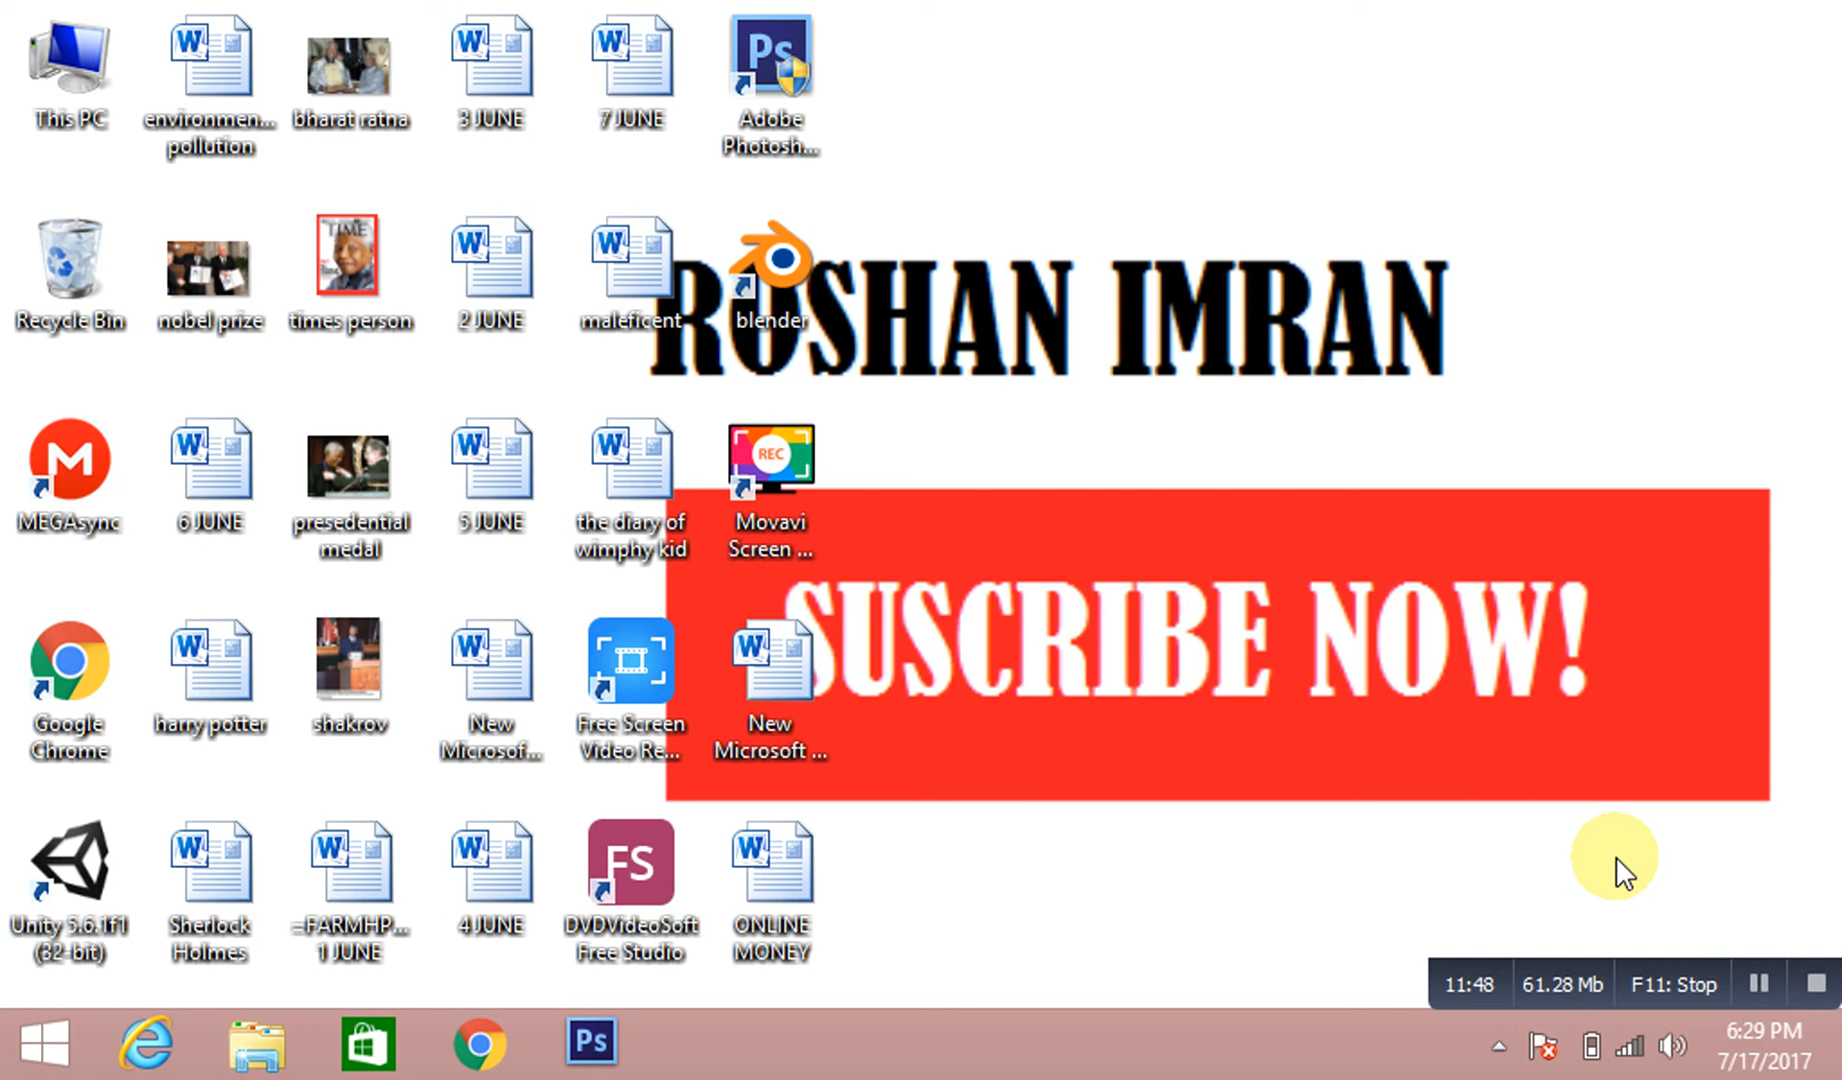 This PC
environmen...
pollution
bharat ratna
3 JUNE
7 JUNE
Ps
Adobe
Photosh...
Recycle Bin
nobel prize
TIME
times person
2 JUNE
maleficent
blender
ROSHAN IMRAN
MEGAsync
6 JUNE
presedential
medal
5 JUNE
the diary of
wimphy kid
REC
Movavi
Screen ...
SUSCRIBE NOW!
Google
Chrome
harry potter
shakrov
New
Microsof...
Free Screen
Video Re...
New
Microsoft ...
Unity 5.6.1f1
(32-bit)
Sherlock
Holmes
=FARMHP...
1 JUNE
4 JUNE
FS
DVDVideoSoft
Free Studio
ONLINE
MONEY
11:48
61.28 Mb
F11: Stop
Ps
6:29 PM
7/17/2017